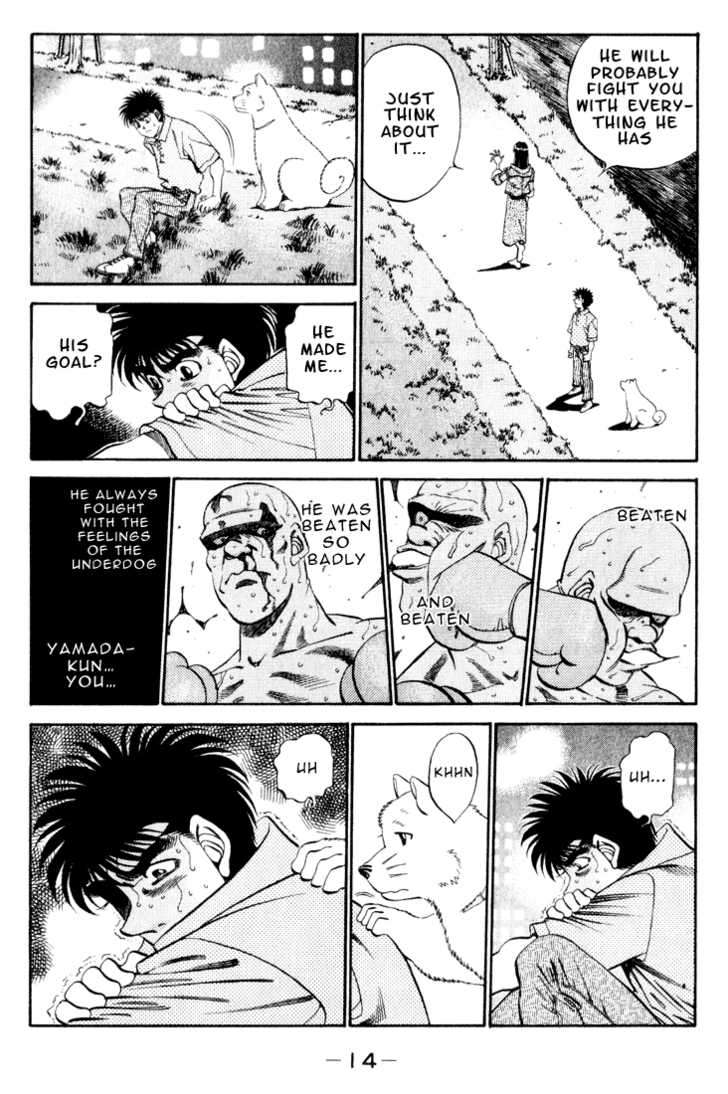 HE WILL
PROBABLY
FIGHT YOU
WITH EVERY-
THING HE
HAS
JUST
THINK
ABOUT
IT...
HE
MADE
ME...
HIS
GOAL?
BEATEN
AND
BEATEN
HE WAS
BEATEN
SO
BADLY
HE ALWAYS
FOUGHT
WITH THE
FEELINGS
OF THE
UNDERDOG
YAMADA-
KUN...
YOU...
UH...
KHHN
UH
-14-